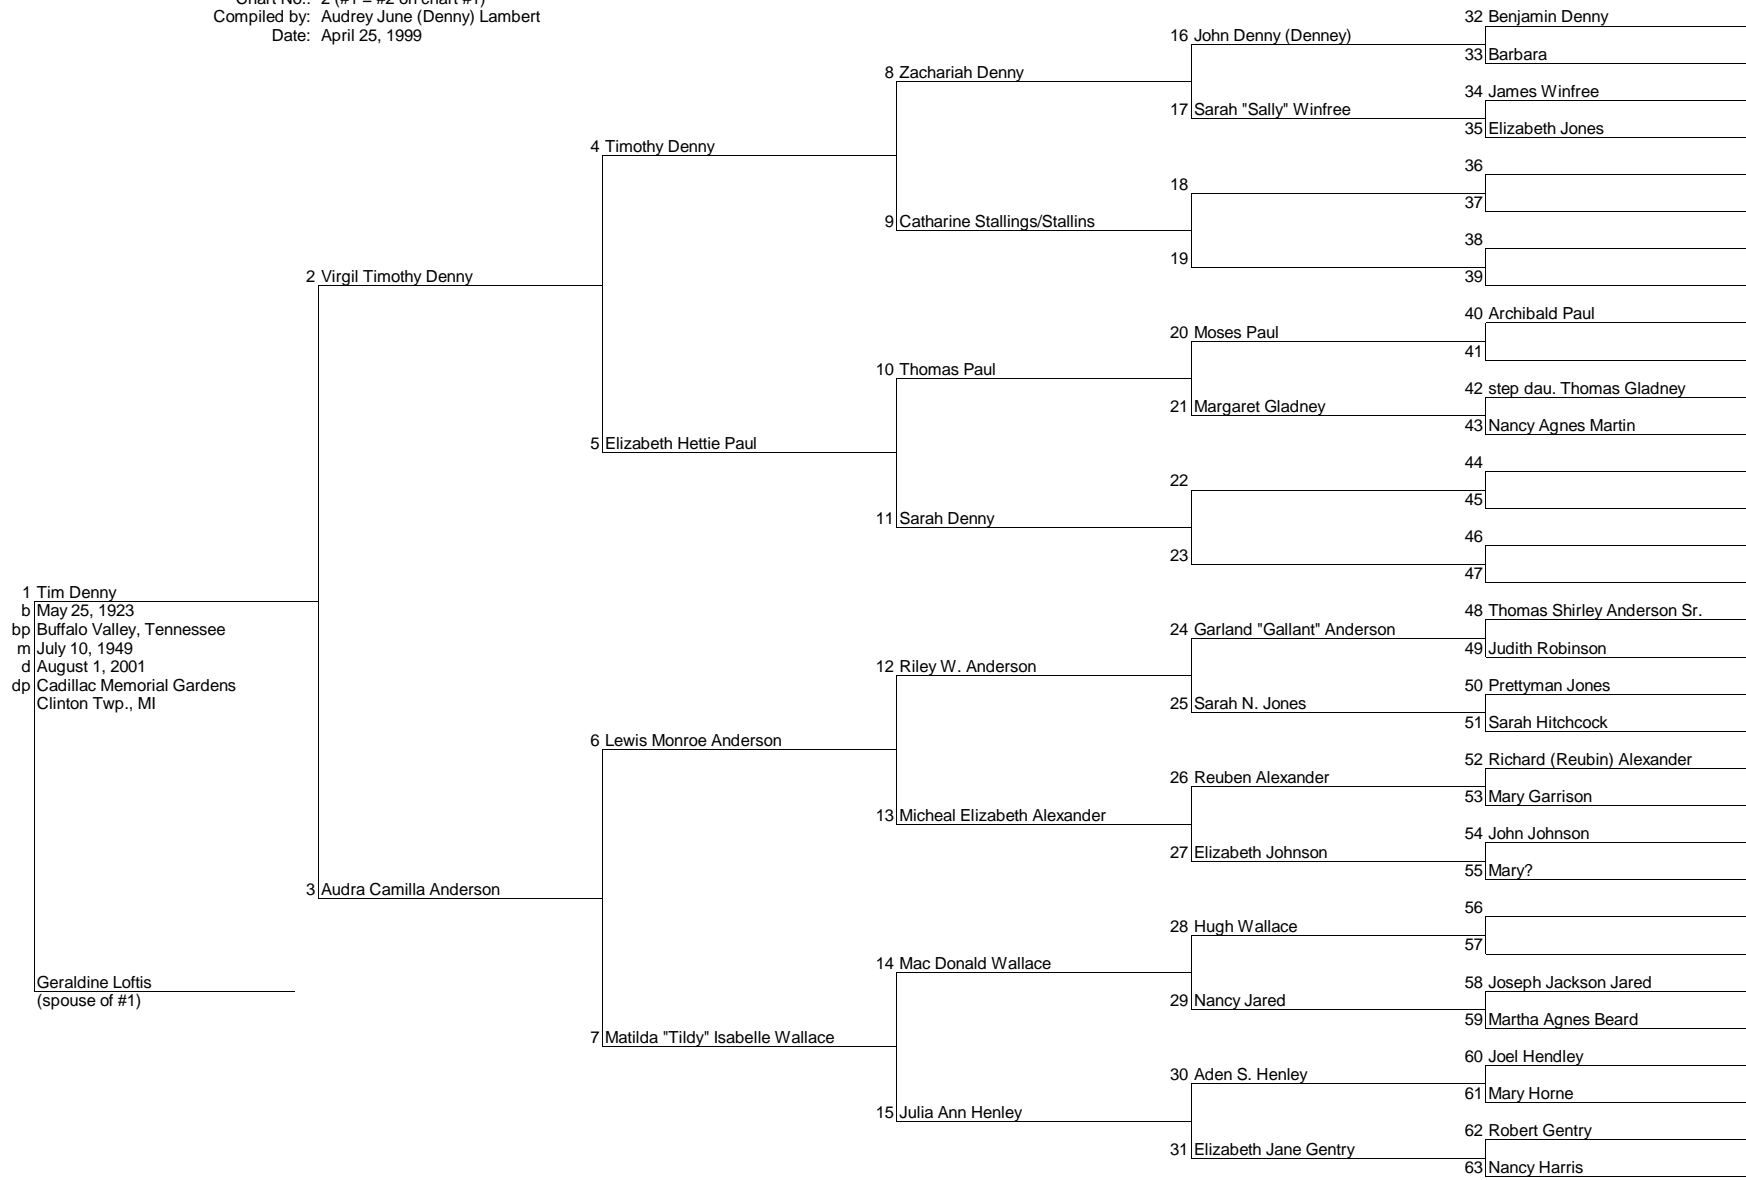 Chart No.: 2 (#1 = #2 on chart #1)
Compiled by: Audrey June (Denny) Lambert
Date: April 25, 1999
1 Tim Denny
b May 25, 1923
bp Buffalo Valley, Tennessee
m July 10, 1949
d August 1, 2001
dp Cadillac Memorial Gardens
Clinton Twp., MI
Geraldine Loftis
(spouse of #1)
2 Virgil Timothy Denny
3 Audra Camilla Anderson
4 Timothy Denny
5 Elizabeth Hettie Paul
6 Lewis Monroe Anderson
7 Matilda "Tildy" Isabelle Wallace
8 Zachariah Denny
9 Catharine Stallings/Stallins
10 Thomas Paul
11 Sarah Denny
12 Riley W. Anderson
13 Micheal Elizabeth Alexander
14 Mac Donald Wallace
15 Julia Ann Henley
16 John Denny (Denney)
17 Sarah "Sally" Winfree
18
19
20 Moses Paul
21 Margaret Gladney
22
23
24 Garland "Gallant" Anderson
25 Sarah N. Jones
26 Reuben Alexander
27 Elizabeth Johnson
28 Hugh Wallace
29 Nancy Jared
30 Aden S. Henley
31 Elizabeth Jane Gentry
32 Benjamin Denny
33 Barbara
34 James Winfree
35 Elizabeth Jones
36
37
38
39
40 Archibald Paul
41
42 step dau. Thomas Gladney
43 Nancy Agnes Martin
44
45
46
47
48 Thomas Shirley Anderson Sr.
49 Judith Robinson
50 Prettyman Jones
51 Sarah Hitchcock
52 Richard (Reubin) Alexander
53 Mary Garrison
54 John Johnson
55 Mary?
56
57
58 Joseph Jackson Jared
59 Martha Agnes Beard
60 Joel Hendley
61 Mary Horne
62 Robert Gentry
63 Nancy Harris